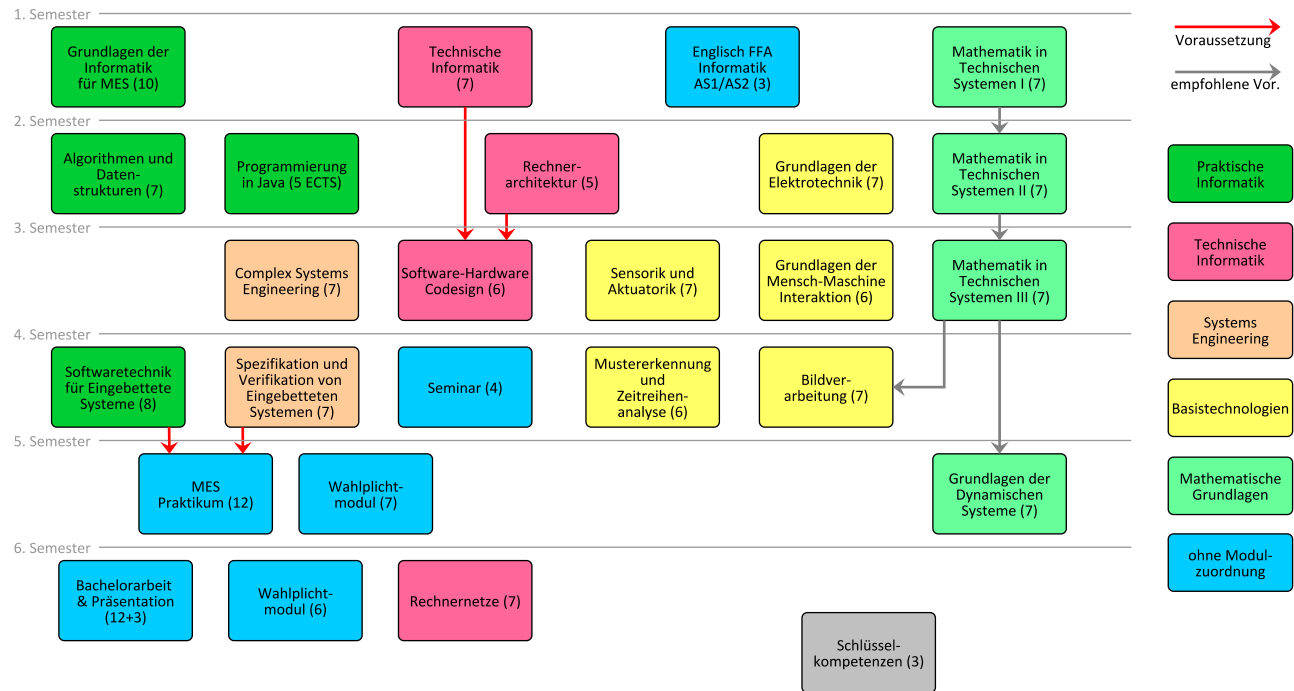 1. Semester
Grundlagen der
Informatik
für MES (10)
Technische
Informatik
(7)
Englisch FFA
Informatik
AS1/AS2 (3)
Mathematik in
Technischen
Systemen I (7)
2. Semester
Algorithmen und
Daten-
strukturen (7)
Programmierung
in Java (5 ECTS)
Rechner-
architektur (5)
Grundlagen der
Elektrotechnik (7)
Mathematik in
Technischen
Systemen II (7)
3. Semester
Complex Systems
Engineering (7)
Software-Hardware
Codesign (6)
Sensorik und
Aktuatorik (7)
Grundlagen der
Mensch-Maschine
Interaktion (6)
Mathematik in
Technischen
Systemen III (7)
4. Semester
Softwaretechnik
für Eingebettete
Systeme (8)
Spezifikation und
Verifikation von
Eingebetteten
Systemen (7)
Seminar (4)
Mustererkennung
und
Zeitreihen-
analyse (6)
Bildver-
arbeitung (7)
5. Semester
MES
Praktikum (12)
Wahlplicht-
modul (7)
Grundlagen der
Dynamischen
Systeme (7)
6. Semester
Bachelorarbeit
& Präsentation
(12+3)
Wahlplicht-
modul (6)
Rechnernetze (7)
Schlüssel-
kompetenzen (3)
Voraussetzung
empfohlene Vor.
Praktische
Informatik
Technische
Informatik
Systems
Engineering
Basistechnologien
Mathematische
Grundlagen
ohne Modul-
zuordnung